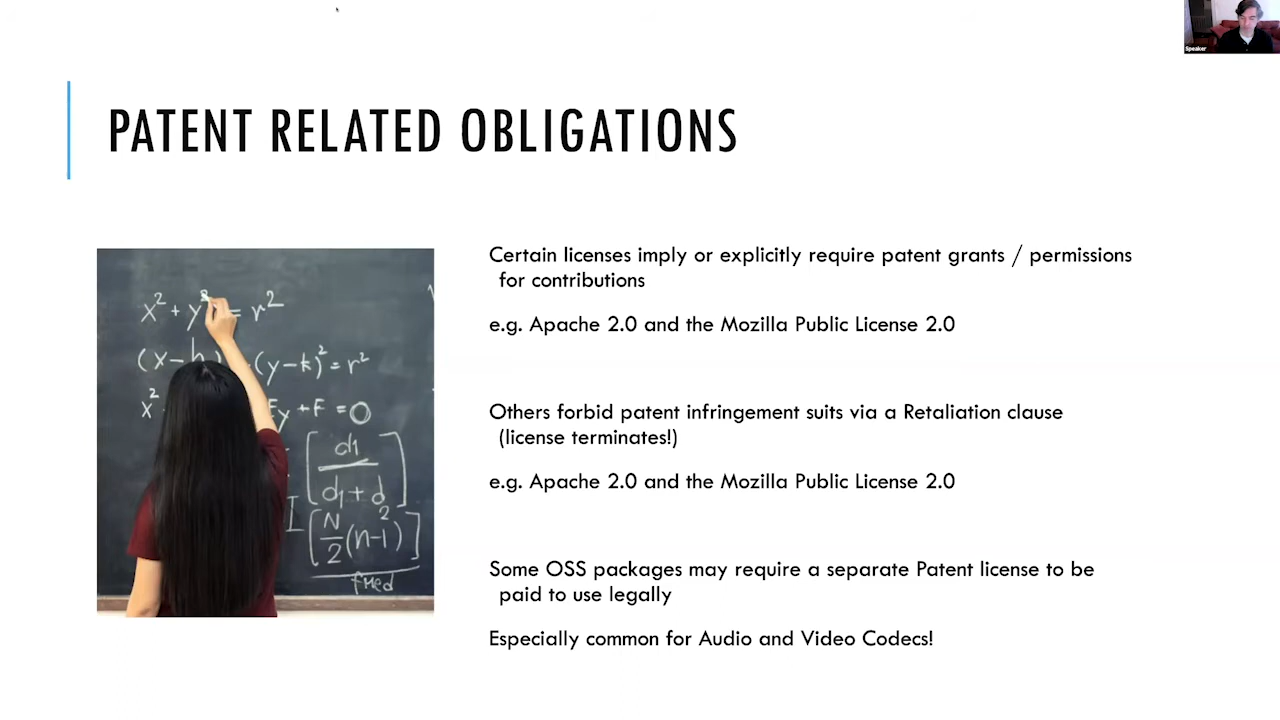 Speaker
PATENT RELATED OBLIGATIONS
Certain licenses imply or explicitly require patent grants / permissions
for contributions
e.g. Apache 2.0 and the Mozilla Public License 2.0
Others forbid patent infringement suits via a Retaliation clause
(license terminates!)
e.g. Apache 2.0 and the Mozilla Public License 2.0
Some OSS packages may require a separate Patent license to be
paid to use legally
Especially common for Audio and Video Codecs!
x² + y² = r²
(x-h) (y-k)² = r²
x² y + F = 0
d1
d1 + d2
N
2 (n-1)
fmed